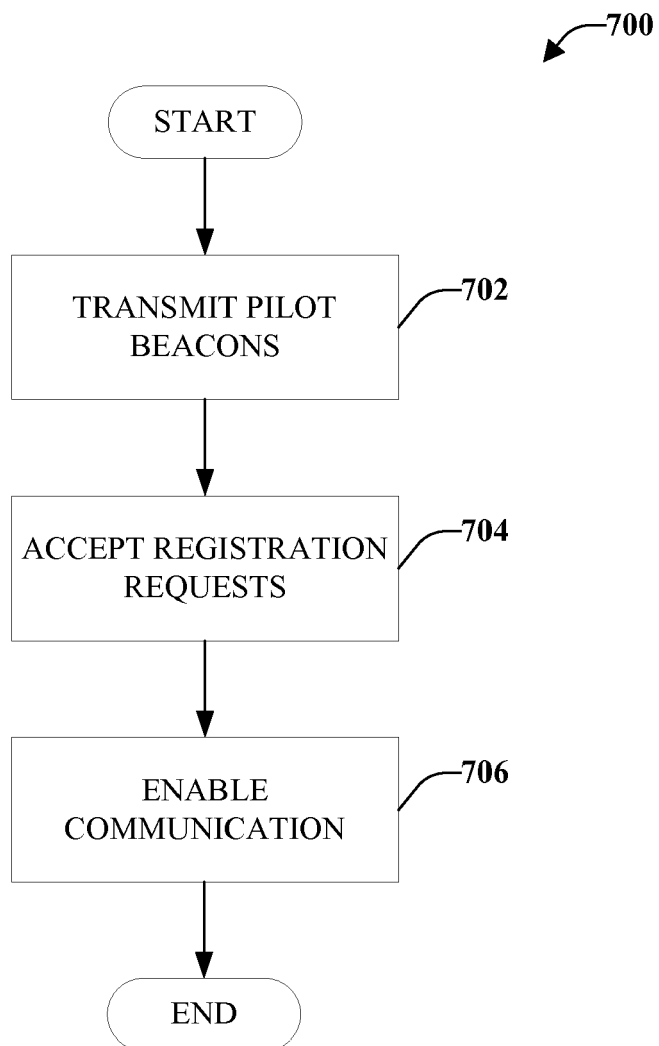 700
START
TRANSMIT PILOT
BEACONS
702
ACCEPT REGISTRATION
REQUESTS
704
ENABLE
COMMUNICATION
706
END